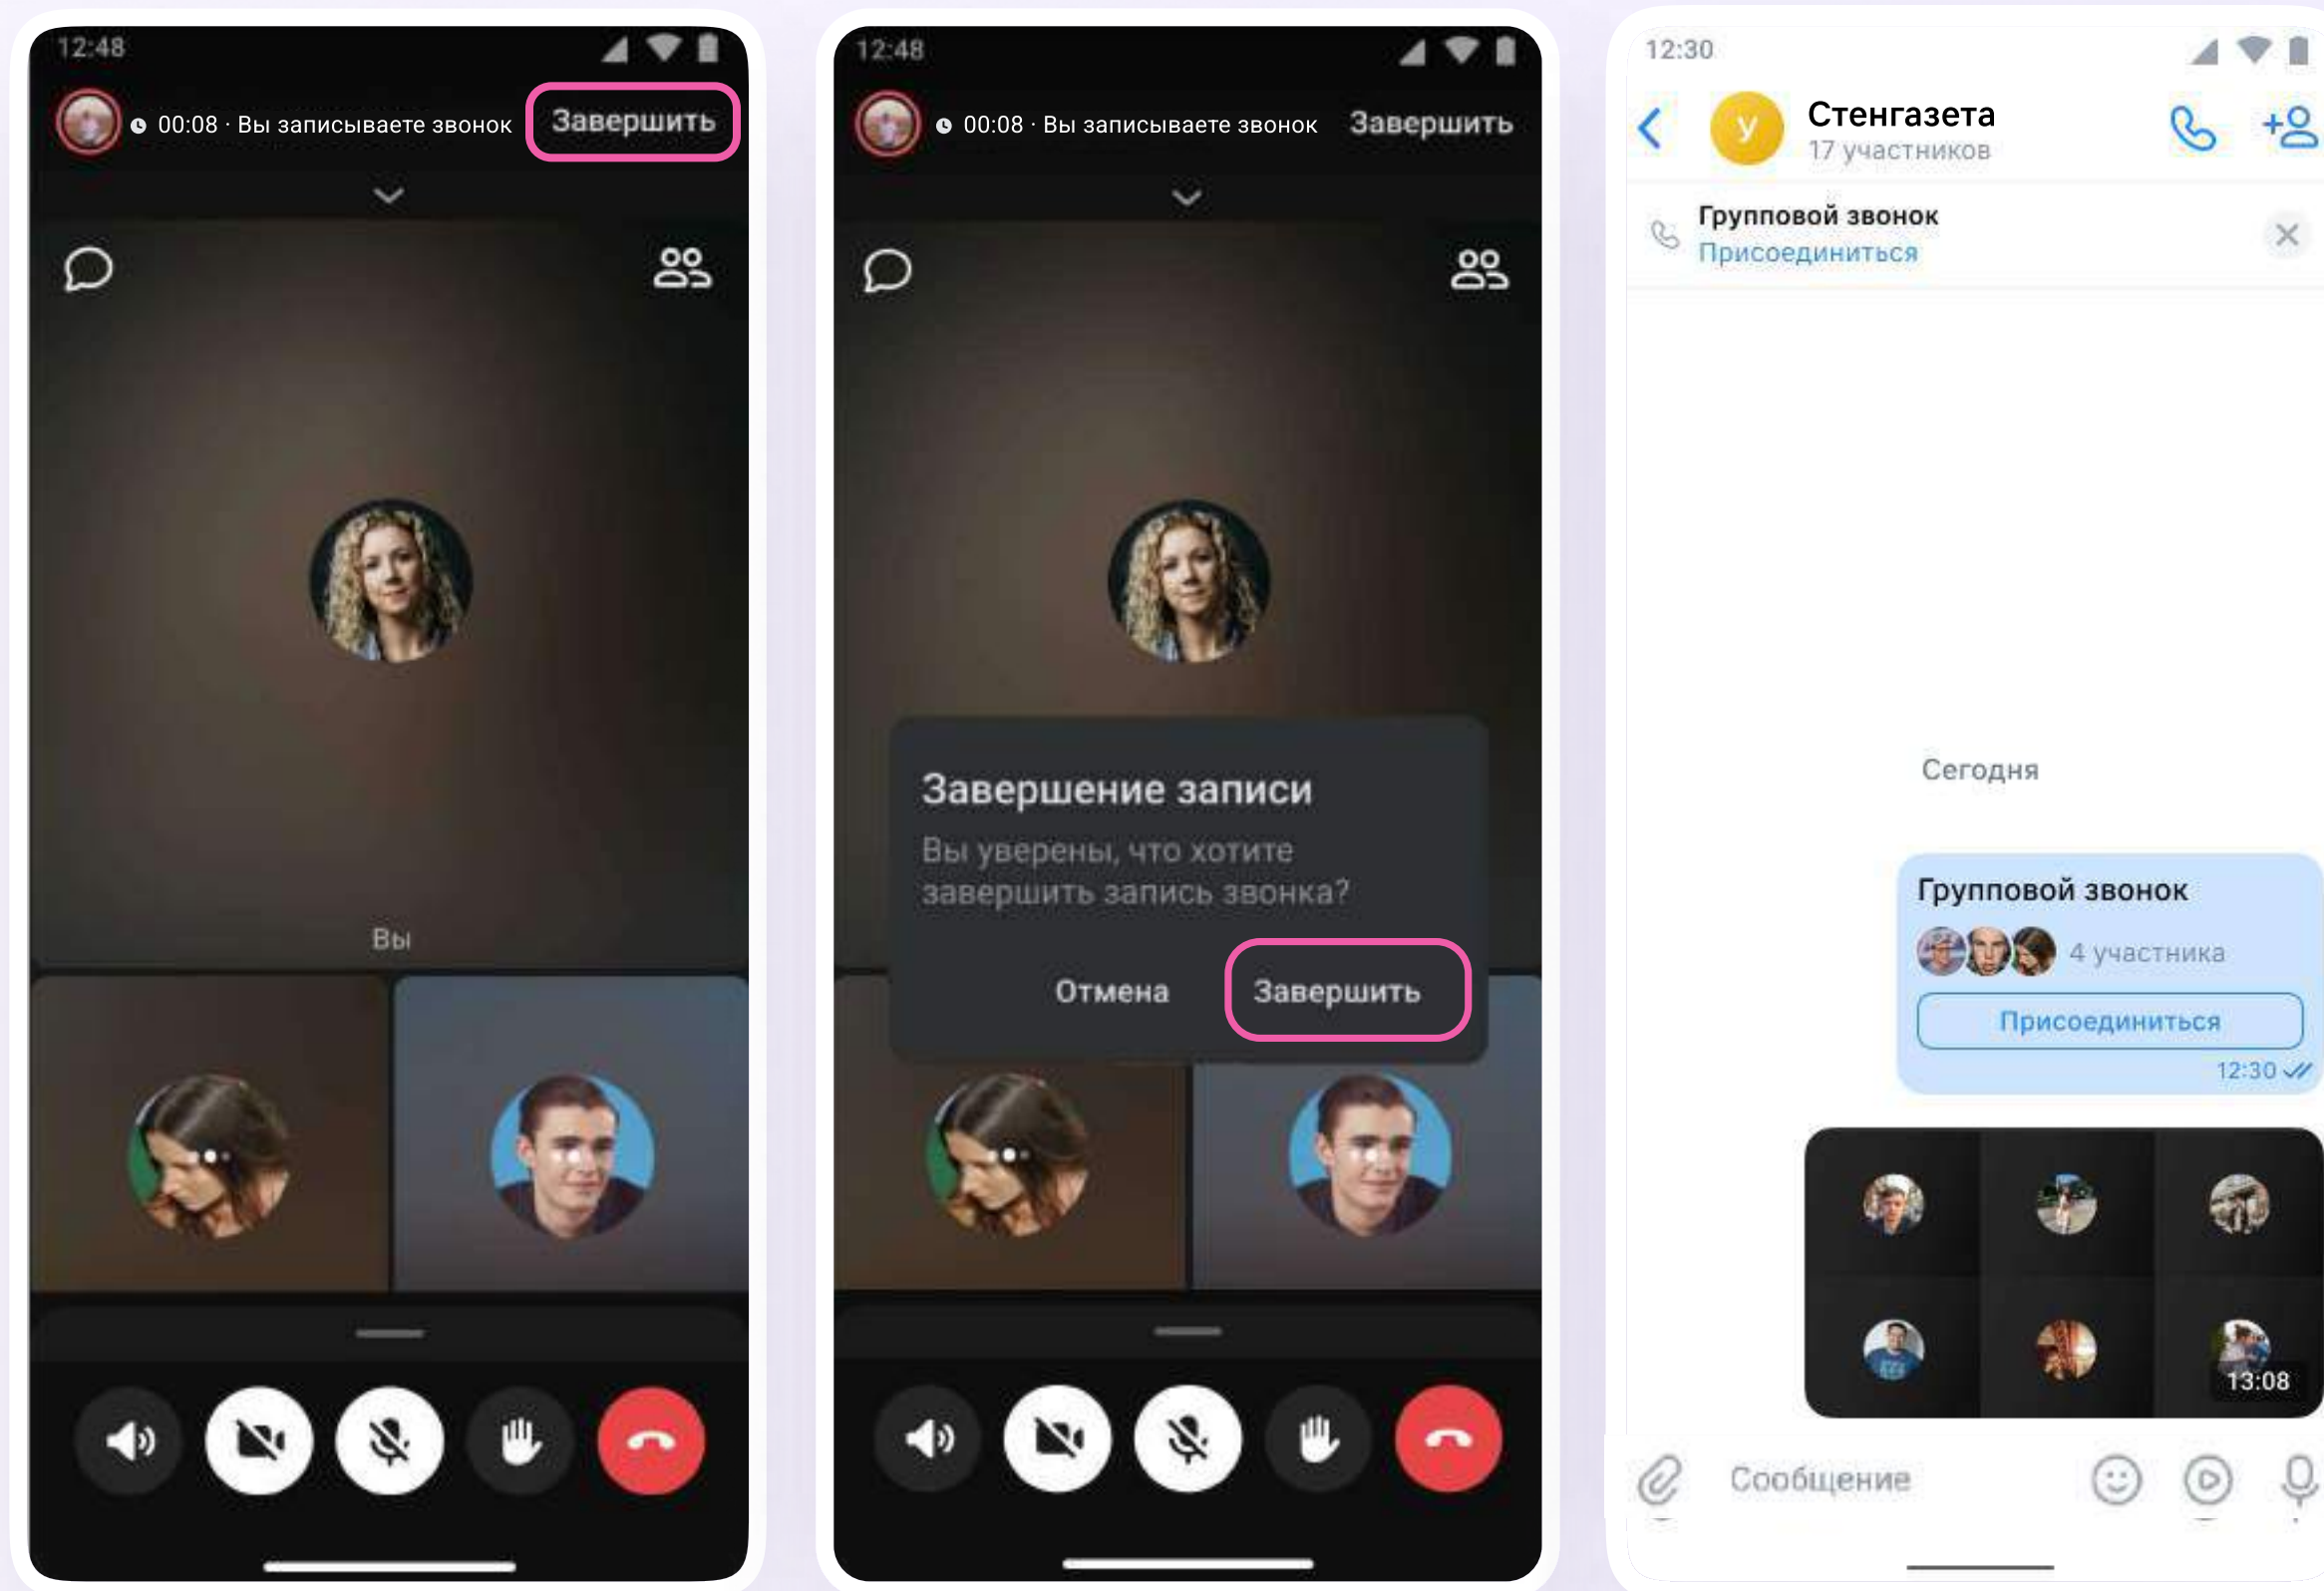 12:48
00:08 · Вы записываете звонок
Завершить
Вы
12:48
00:08 · Вы записываете звонок
Завершить
Завершение записи
Вы уверены, что хотите
завершить запись звонка?
Отмена
Завершить
12:30
У
Стенгазета
17 участников
Групповой звонок
Присоединиться
Сегодня
Групповой звонок
4 участника
Присоединиться
12:30
13:08
Сообщение